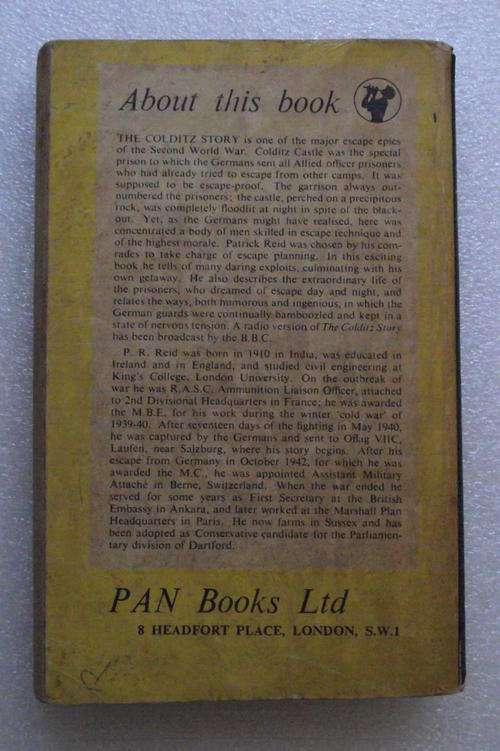 About this book
THE COLDITZ STORY is one of the major escape epics
of the Second World War. Colditz Castle was the special
prison to which the Germans sent all Allied officer prisoners
who had already tried to escape from other camps. It was
supposed to be escape-proof. The garrison always out-
numbered the prisoners; the castle, perched on a precipitous
rock, was completely floodlit at night in spite of the black-
out. Yet, as the Germans might have realised, here was
concentrated a body of men skilled in escape technique and
of the highest morale. Patrick Reid was chosen by his com-
rades to take charge of escape planning. In this exciting
book he tells of many daring exploits, culminating with his
own getaway. He also describes the extraordinary life of
the prisoners, who dreamed of escape day and night, and
relates the ways, both humorous and ingenious, in which the
German guards were continually bamboozled and kept in a
state of nervous tension. A radio version of The Colditz Story
has been broadcast by the B.B.C.
P. R. Reid was born in 1910 in India, was educated in
Ireland and in England, and studied civil engineering at
King's College, London University. On the outbreak of
war he was R.A.S.C. Ammunition Liaison Officer, attached
to 2nd Divisional Headquarters in France; he was awarded
the M.B.E. for his work during the winter 'cold war' of
1939-40. After seventeen days of the fighting in May 1940,
he was captured by the Germans and sent to Oflag VIIC,
Laufen, near Salzburg, where his story begins. After his
escape from Germany in October 1942, for which he was
awarded the M.C., he was appointed Assistant Military
Attaché in Berne, Switzerland. When the war ended he
served for some years as First Secretary at the British
Embassy in Ankara, and later worked at the Marshall Plan
Headquarters in Paris. He now farms in Sussex and has
been adopted as Conservative candidate for the Parliamen-
tary division of Dartford.
PAN Books Ltd
8 HEADFORT PLACE, LONDON, S.W.1